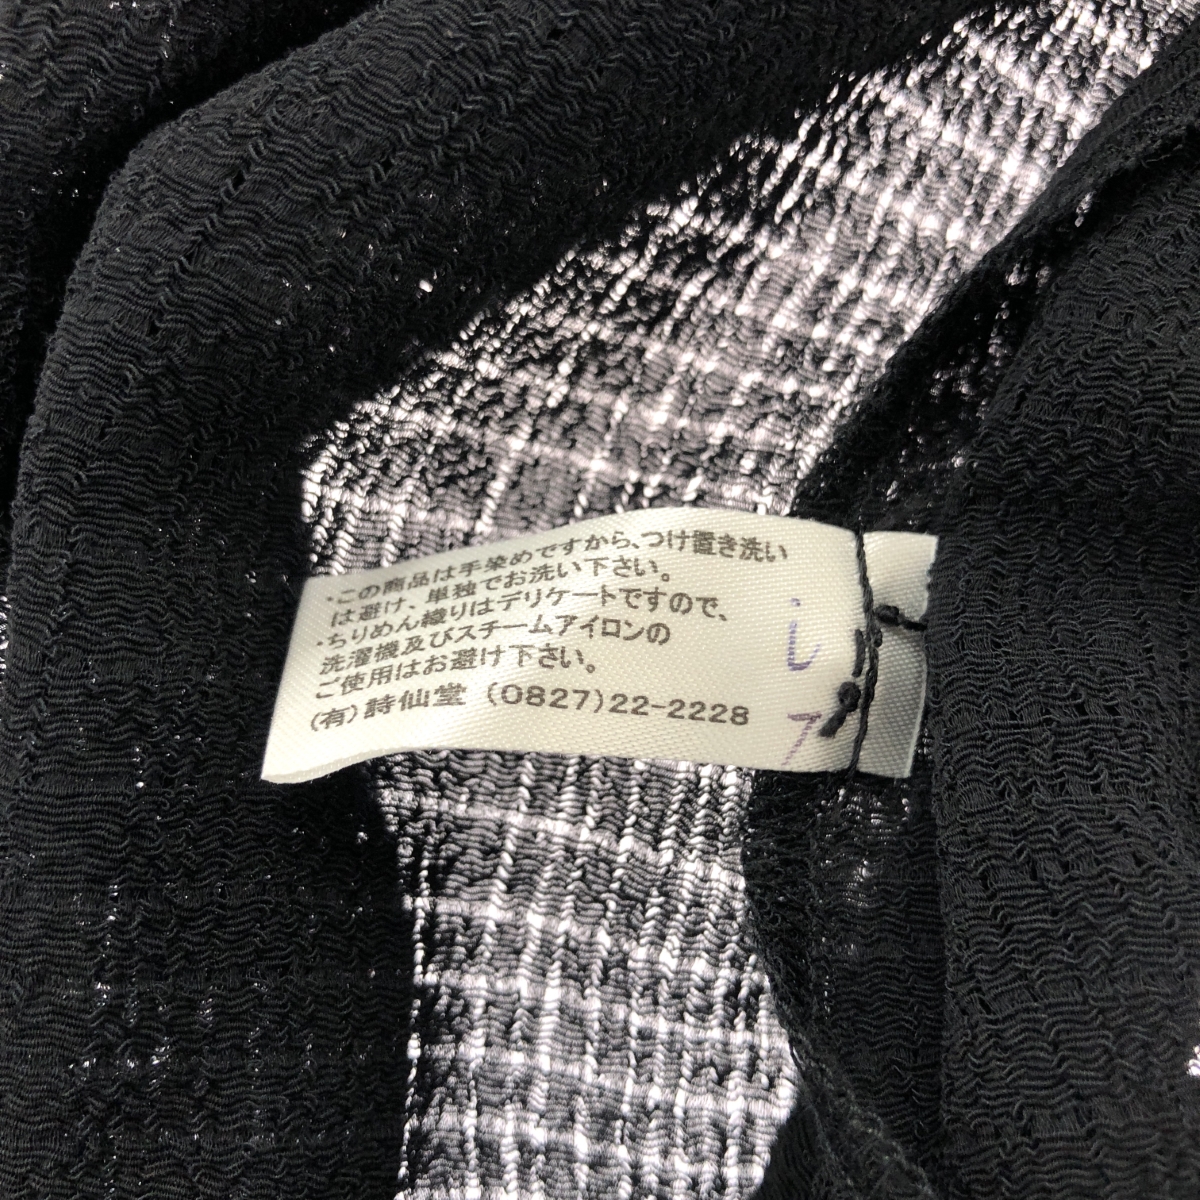 ・この商品は手染めですから、つけ置き洗い
は避け、単独でお洗い下さい。
・ちりめん織りはデリケートですので、
洗濯機及びスチームアイロンの
ご使用はお避け下さい。
(有)詩仙堂 (0827)22-2228